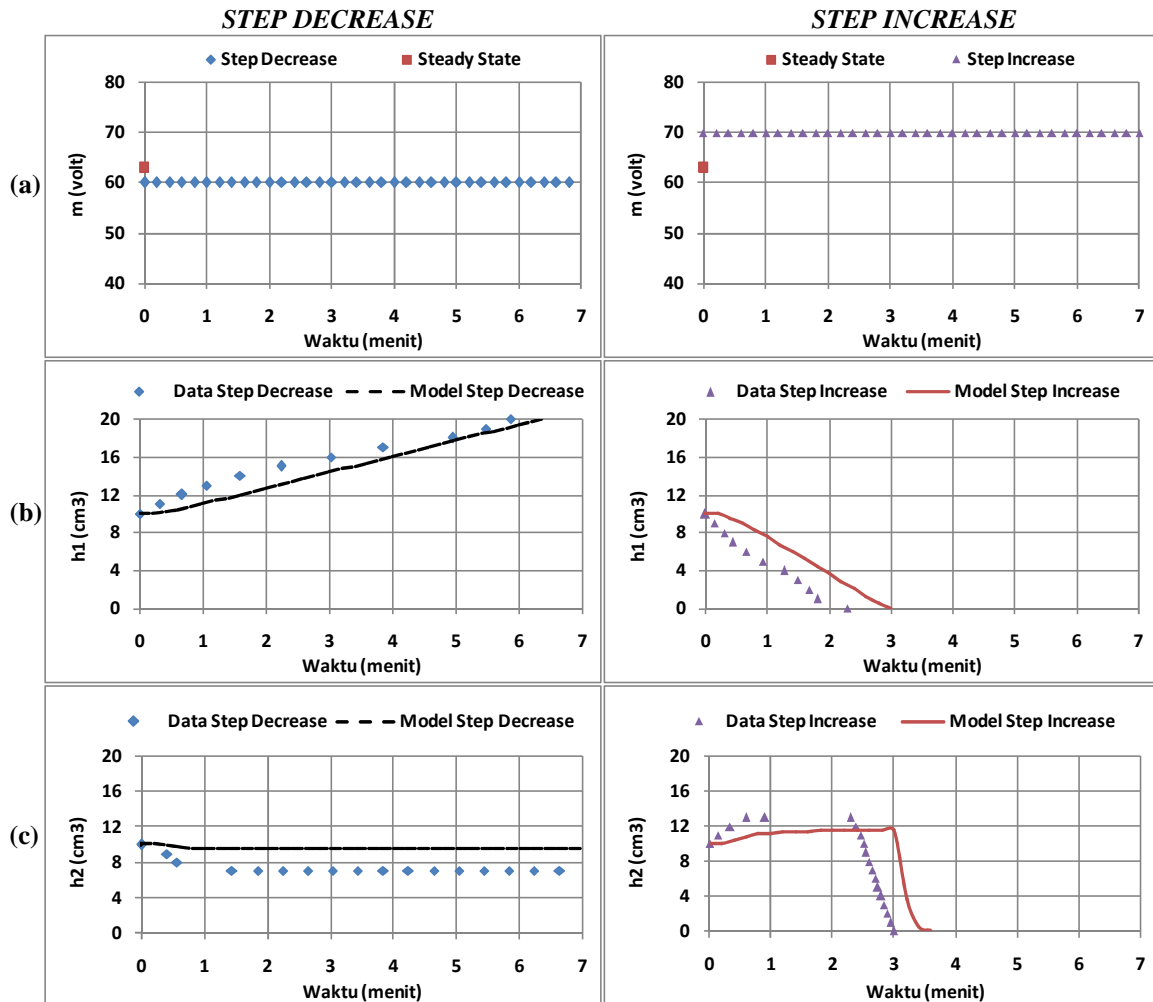 STEP DECREASE
STEP INCREASE
(a)
Step Decrease
Steady State
80
70
60
50
40
m (volt)
0 1 2 3 4 5 6 7
Waktu (menit)
Steady State
Step Increase
80
70
60
50
40
m (volt)
0 1 2 3 4 5 6 7
Waktu (menit)
(b)
Data Step Decrease
Model Step Decrease
20
16
12
8
4
0
h1 (cm3)
0 1 2 3 4 5 6 7
Waktu (menit)
Data Step Increase
Model Step Increase
20
16
12
8
4
0
h1 (cm3)
0 1 2 3 4 5 6 7
Waktu (menit)
(c)
Data Step Decrease
Model Step Decrease
20
16
12
8
4
0
h2 (cm3)
0 1 2 3 4 5 6 7
Waktu (menit)
Data Step Increase
Model Step Increase
20
16
12
8
4
0
h2 (cm3)
0 1 2 3 4 5 6 7
Waktu (menit)